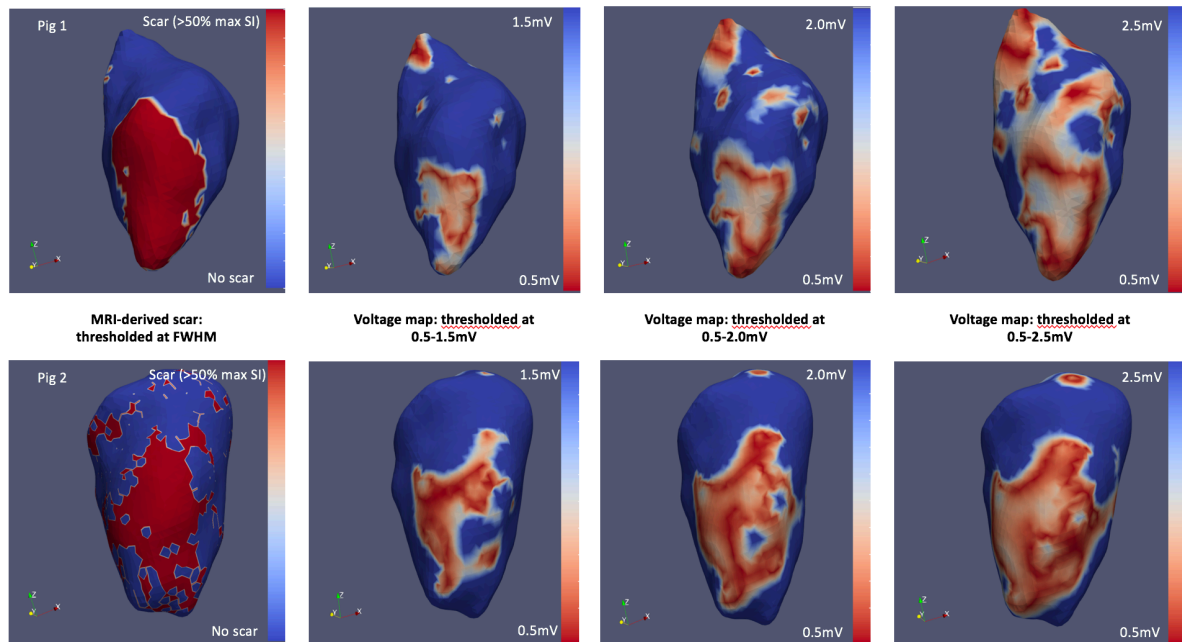 Pig 1
Scar (>50% max SI)
No scar
Z
Y
X
1.5mV
0.5mV
Z
Y
X
2.0mV
0.5mV
Z
Y
X
2.5mV
0.5mV
Z
Y
X
MRI-derived scar:
thresholded at FWHM
Voltage map: thresholded at
0.5-1.5mV
Voltage map: thresholded at
0.5-2.0mV
Voltage map: thresholded at
0.5-2.5mV
Pig 2
Scar (>50% max SI)
No scar
Z
Y
X
1.5mV
0.5mV
Z
Y
X
2.0mV
0.5mV
Z
Y
X
2.5mV
0.5mV
Z
Y
X